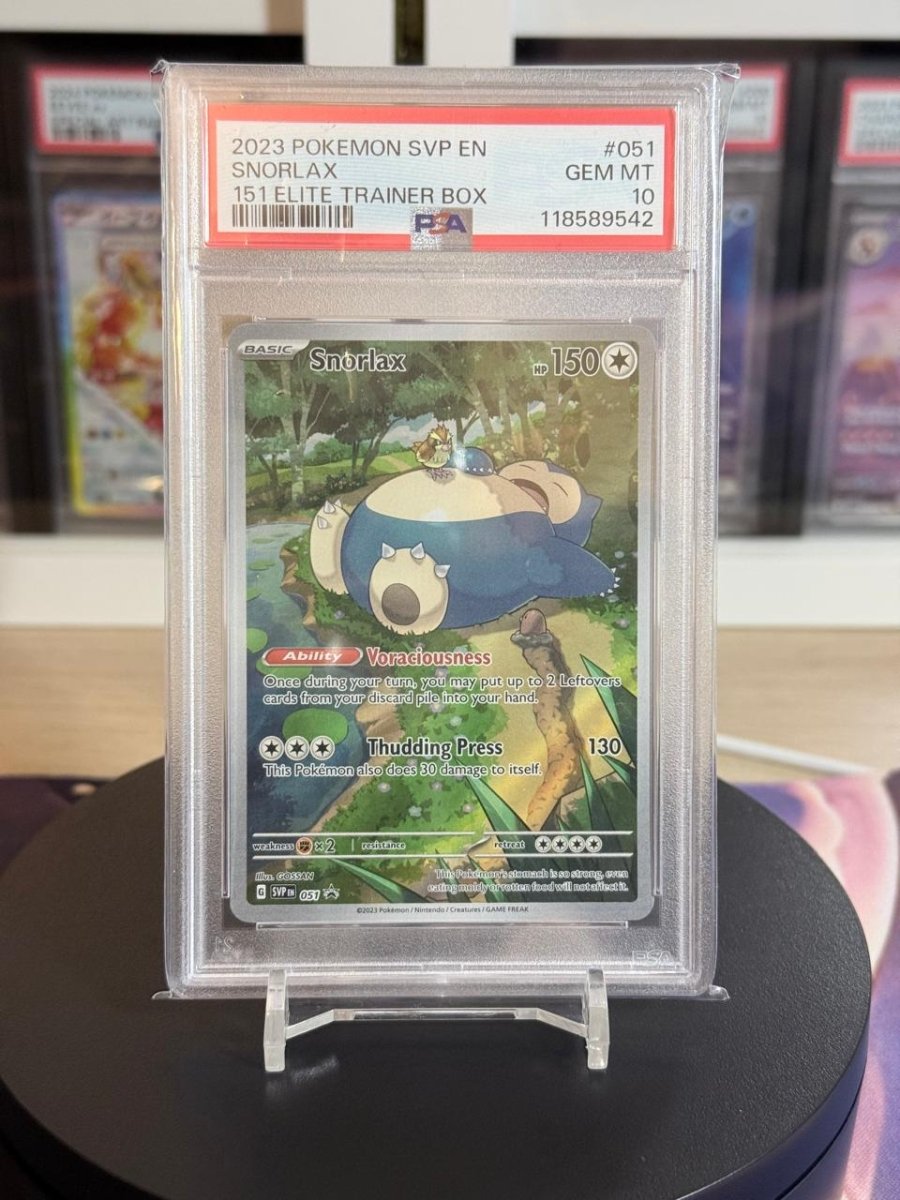 2023 POKEMON SVP EN #051
SNORLAX GEM MT
151 ELITE TRAINER BOX 10
PSA 118589542
BASIC Snorlax HP 150
Ability Voraciousness
Once during your turn, you may put up to 2 Leftovers
cards from your discard pile into your hand.
Thudding Press 130
This Pokémon also does 30 damage to itself.
weakness ×2 resistance retreat
Illus. GOSSAN
This Pokémon's stomach is so strong, even
eating moldy or rotten food will not affect it.
G SVP EN 051
©2023 Pokémon / Nintendo / Creatures / GAME FREAK
PSA